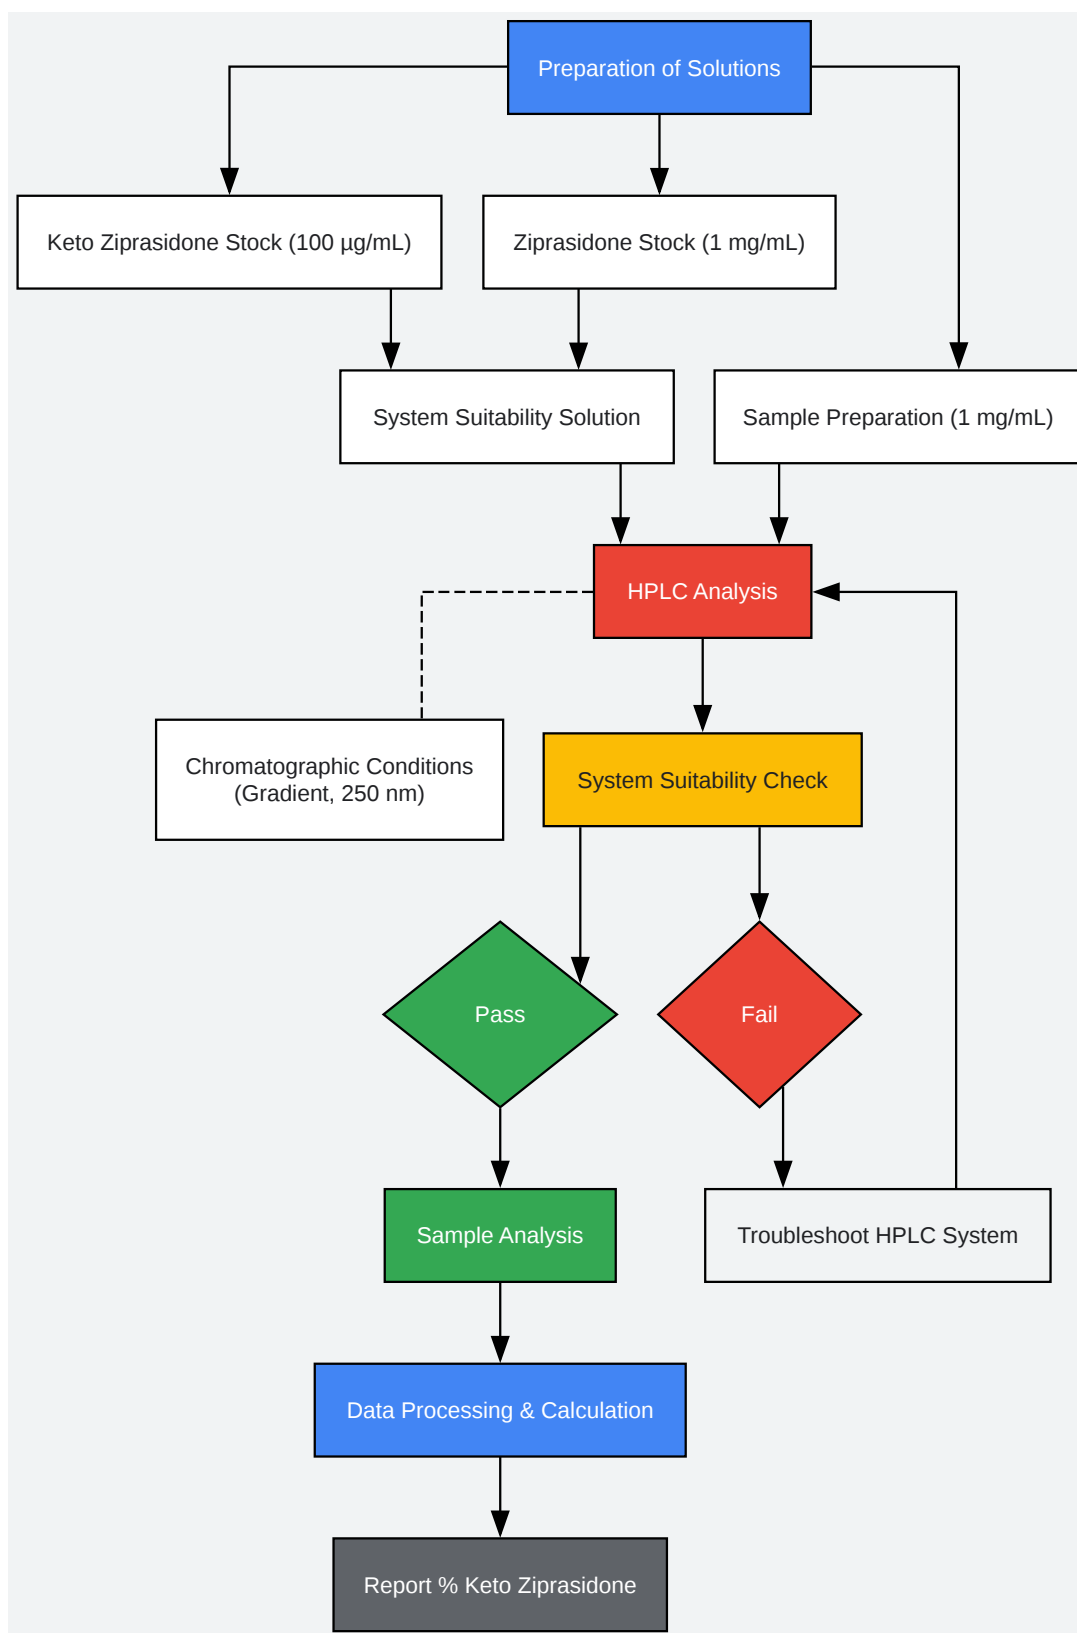 Preparation of Solutions
Keto Ziprasidone Stock (100 µg/mL)
Ziprasidone Stock (1 mg/mL)
System Suitability Solution
Sample Preparation (1 mg/mL)
HPLC Analysis
Chromatographic Conditions
(Gradient, 250 nm)
System Suitability Check
Pass
Fail
Sample Analysis
Troubleshoot HPLC System
Data Processing & Calculation
Report % Keto Ziprasidone